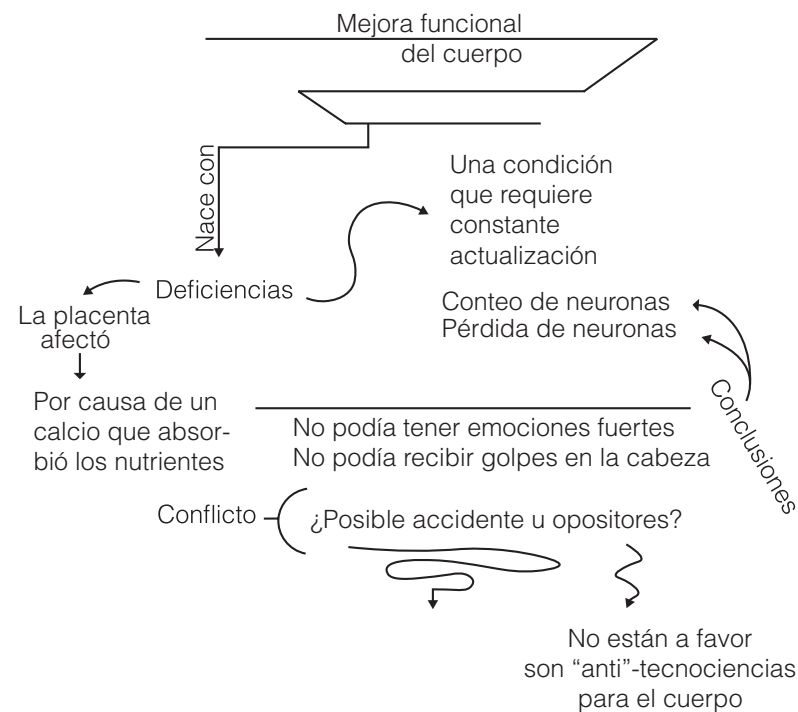 Mejora funcional
del cuerpo
Nace con
Una condición
que requiere
constante
actualización
Deficiencias
La placenta
afectó
Conteo de neuronas
Pérdida de neuronas
Por causa de un
calcio que absor-
bió los nutrientes
No podía tener emociones fuertes
No podía recibir golpes en la cabeza
Conclusiones
Conflicto
¿Posible accidente u opositores?
No están a favor
son “anti”-tecnociencias
para el cuerpo